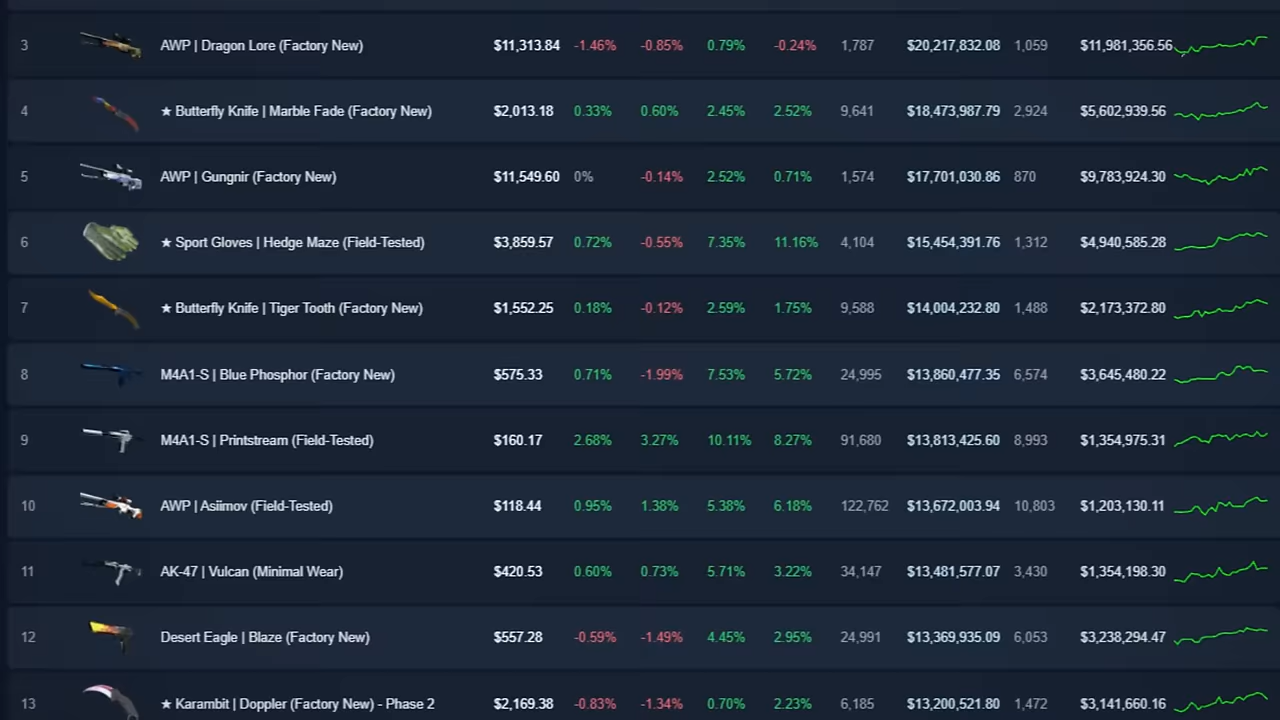 3 AWP | Dragon Lore (Factory New) $11,313.84 -1.46% -0.85% 0.79% -0.24% 1,787 $20,217,832.08 1,059 $11,981,356.56
4 ★ Butterfly Knife | Marble Fade (Factory New) $2,013.18 0.33% 0.60% 2.45% 2.52% 9,641 $18,473,987.79 2,924 $5,602,939.56
5 AWP | Gungnir (Factory New) $11,549.60 0% -0.14% 2.52% 0.71% 1,574 $17,701,030.86 870 $9,783,924.30
6 ★ Sport Gloves | Hedge Maze (Field-Tested) $3,859.57 0.72% -0.55% 7.35% 11.16% 4,104 $15,454,391.76 1,312 $4,940,585.28
7 ★ Butterfly Knife | Tiger Tooth (Factory New) $1,552.25 0.18% -0.12% 2.59% 1.75% 9,588 $14,004,232.80 1,488 $2,173,372.80
8 M4A1-S | Blue Phosphor (Factory New) $575.33 0.71% -1.99% 7.53% 5.72% 24,995 $13,860,477.35 6,574 $3,645,480.22
9 M4A1-S | Printstream (Field-Tested) $160.17 2.68% 3.27% 10.11% 8.27% 91,680 $13,813,425.60 8,993 $1,354,975.31
10 AWP | Asiimov (Field-Tested) $118.44 0.95% 1.38% 5.38% 6.18% 122,762 $13,672,003.94 10,803 $1,203,130.11
11 AK-47 | Vulcan (Minimal Wear) $420.53 0.60% 0.73% 5.71% 3.22% 34,147 $13,481,577.07 3,430 $1,354,198.30
12 Desert Eagle | Blaze (Factory New) $557.28 -0.59% -1.49% 4.45% 2.95% 24,991 $13,369,935.09 6,053 $3,238,294.47
13 ★ Karambit | Doppler (Factory New) - Phase 2 $2,169.38 -0.83% -1.34% 0.70% 2.23% 6,185 $13,200,521.80 1,472 $3,141,660.16